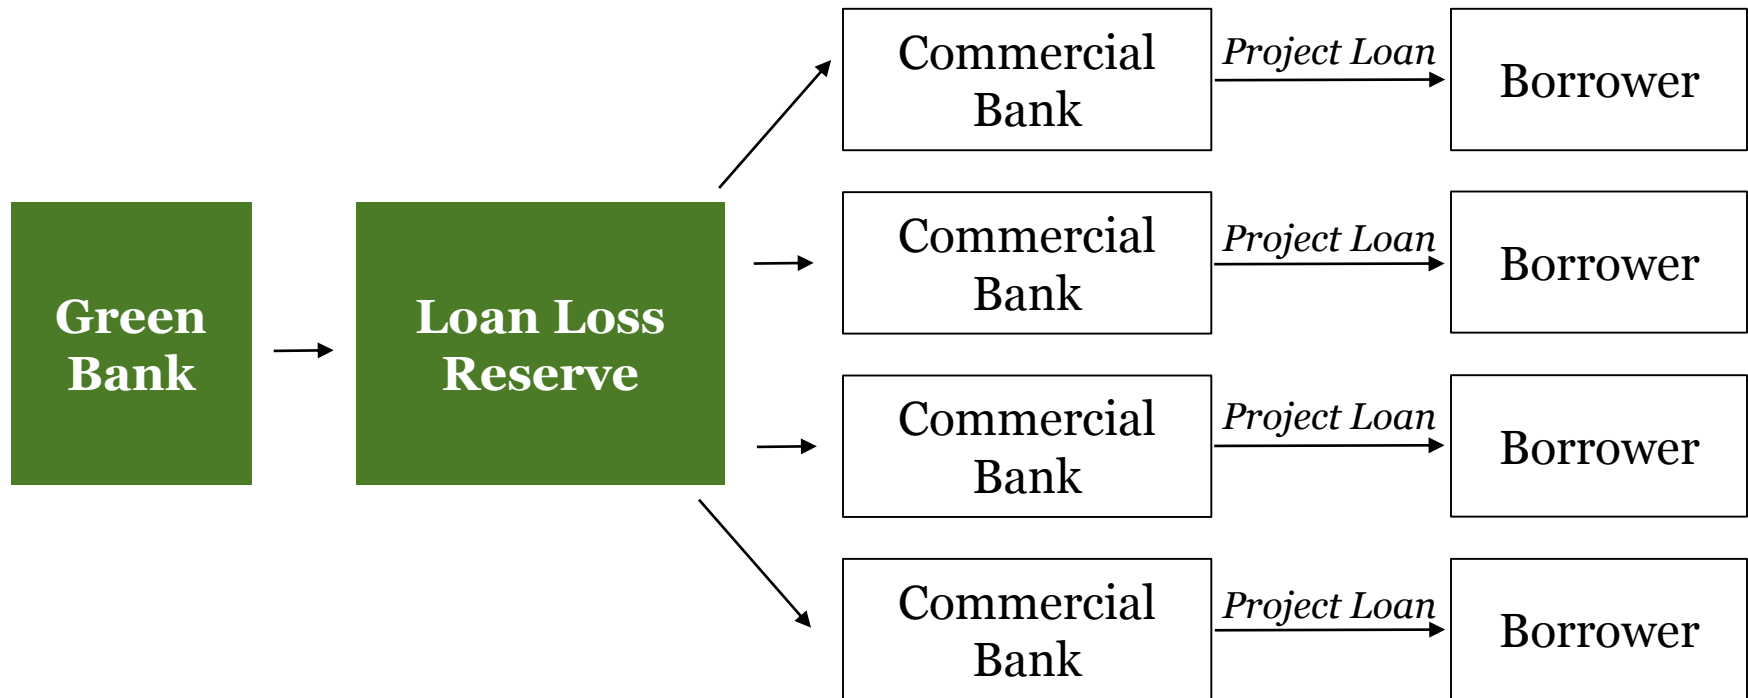 Green
Bank
Loan Loss
Reserve
Commercial
Bank
Project Loan
Borrower
Commercial
Bank
Project Loan
Borrower
Commercial
Bank
Project Loan
Borrower
Commercial
Bank
Project Loan
Borrower